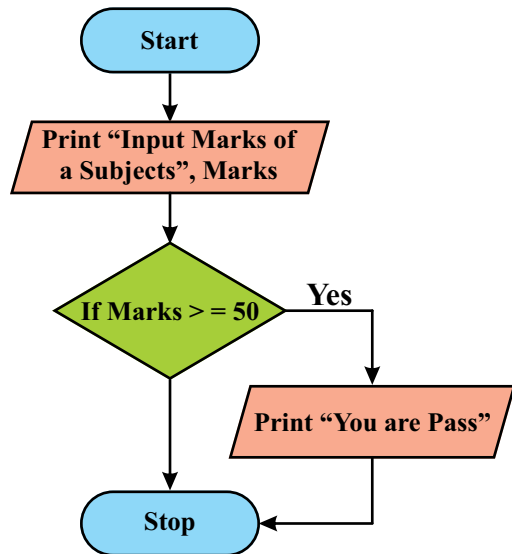 Start
Print “Input Marks of
a Subjects”, Marks
If Marks > = 50
Yes
Print “You are Pass”
Stop